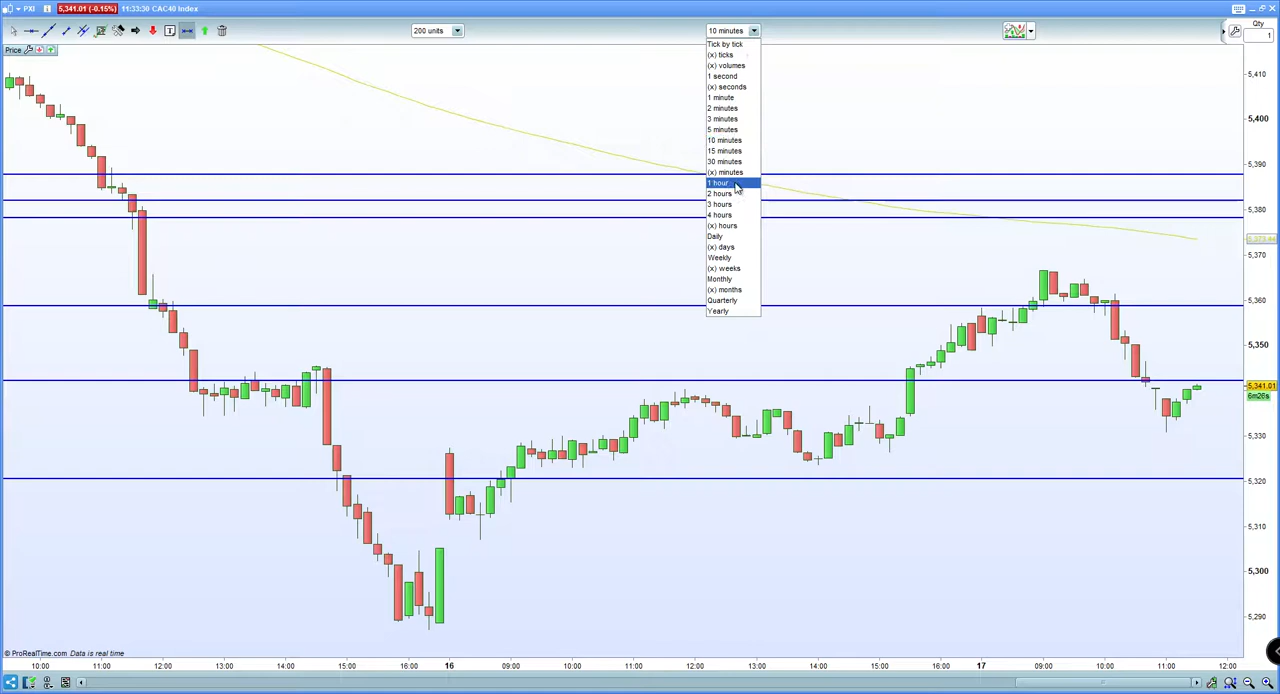 PXI 5,341.01 (-0.15%) 11:33:30 CAC40 Index
200 units
10 minutes
Qty
1
Price
Tick by tick
(x) ticks
(x) volumes
1 second
(x) seconds
1 minute
2 minutes
3 minutes
5 minutes
10 minutes
15 minutes
30 minutes
(x) minutes
1 hour
2 hours
3 hours
4 hours
(x) hours
Daily
(x) days
Weekly
(x) weeks
Monthly
(x) months
Quarterly
Yearly
5,410
5,400
5,390
5,380
5,370
5,360
5,350
5,341.01
6m26s
5,330
5,320
5,310
5,300
5,290
© ProRealTime.com Data is real time
10:00 11:00 12:00 13:00 14:00 15:00 16:00 16 09:00 10:00 11:00 12:00 13:00 14:00 15:00 16:00 17 09:00 10:00 11:00 12:00